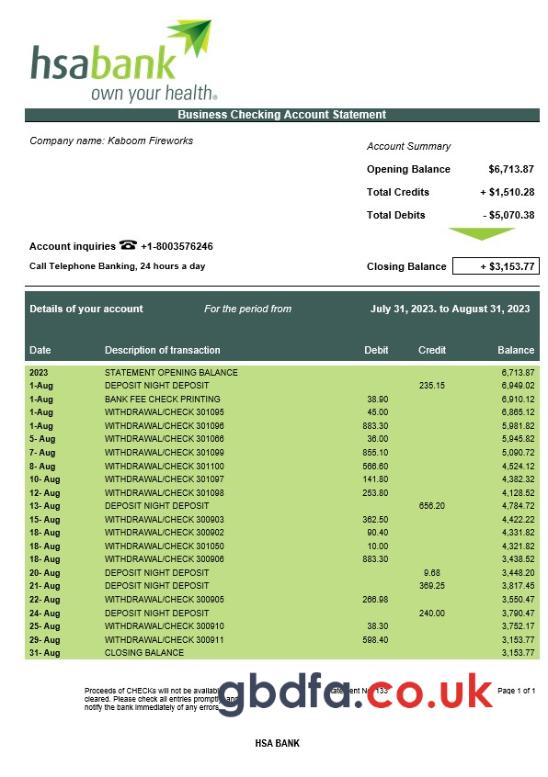 hsabank
own your health®
Business Checking Account Statement
Company name: Kaboom Fireworks
Account Summary
Opening Balance $6,713.87
Total Credits + $1,510.28
Total Debits - $5,070.38
Account inquiries ☎ +1-8003576246
Call Telephone Banking, 24 hours a day
Closing Balance + $3,153.77
Details of your account For the period from July 31, 2023. to August 31, 2023
Date Description of transaction Debit Credit Balance
2023 STATEMENT OPENING BALANCE 6,713.87
1-Aug DEPOSIT NIGHT DEPOSIT 235.15 6,949.02
1-Aug BANK FEE CHECK PRINTING 38.90 6,910.12
1-Aug WITHDRAWAL/CHECK 301095 45.00 6,865.12
1-Aug WITHDRAWAL/CHECK 301096 883.30 5,981.82
5- Aug WITHDRAWAL/CHECK 301066 36.00 5,945.82
7- Aug WITHDRAWAL/CHECK 301099 855.10 5,090.72
8- Aug WITHDRAWAL/CHECK 301100 566.60 4,524.12
10- Aug WITHDRAWAL/CHECK 301097 141.80 4,382.32
12- Aug WITHDRAWAL/CHECK 301098 253.80 4,128.52
13- Aug DEPOSIT NIGHT DEPOSIT 656.20 4,784.72
15- Aug WITHDRAWAL/CHECK 300903 362.50 4,422.22
18- Aug WITHDRAWAL/CHECK 300902 90.40 4,331.82
18- Aug WITHDRAWAL/CHECK 301050 10.00 4,321.82
18- Aug WITHDRAWAL/CHECK 300906 883.30 3,438.52
20- Aug DEPOSIT NIGHT DEPOSIT 9.68 3,448.20
21- Aug DEPOSIT NIGHT DEPOSIT 369.25 3,817.45
22- Aug WITHDRAWAL/CHECK 300905 266.98 3,550.47
24- Aug DEPOSIT NIGHT DEPOSIT 240.00 3,790.47
25- Aug WITHDRAWAL/CHECK 300910 38.30 3,752.17
29- Aug WITHDRAWAL/CHECK 300911 598.40 3,153.77
31- Aug CLOSING BALANCE 3,153.77
Proceeds of CHECKs will not be 133 Page 1 of 1
cleared. Please check all entries
notify the bank immediately of any errors
gbdfa.co.uk
HSA BANK